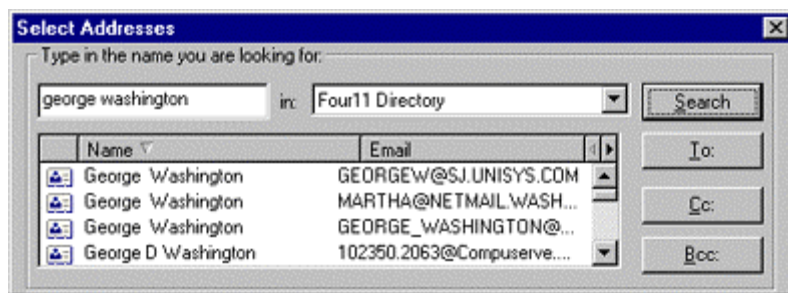 Select Addresses
Type in the name you are looking for:
george washington in: Four11 Directory Search
Name Email To:
George Washington GEORGEW@SJ.UNISYS.COM
George Washington MARTHA@NETMAIL.WASH...
George Washington GEORGE_WASHINGTON@... Cc:
George D Washington 102350.2063@Compuserve.... Bcc: